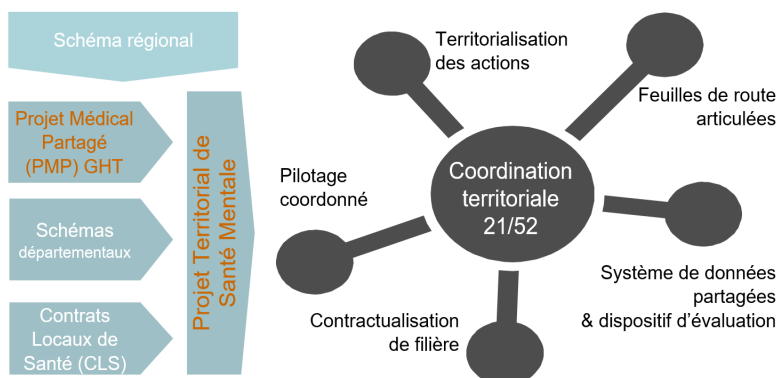 Schéma régional
Projet Médical
Partagé
(PMP) GHT
Schémas
départementaux
Contrats
Locaux de
Santé (CLS)
Projet Territorial de
Santé Mentale
Territorialisation
des actions
Feuilles de route
articulées
Pilotage
coordonné
Coordination
territoriale
21/52
Système de données
partagées
& dispositif d'évaluation
Contractualisation
de filière